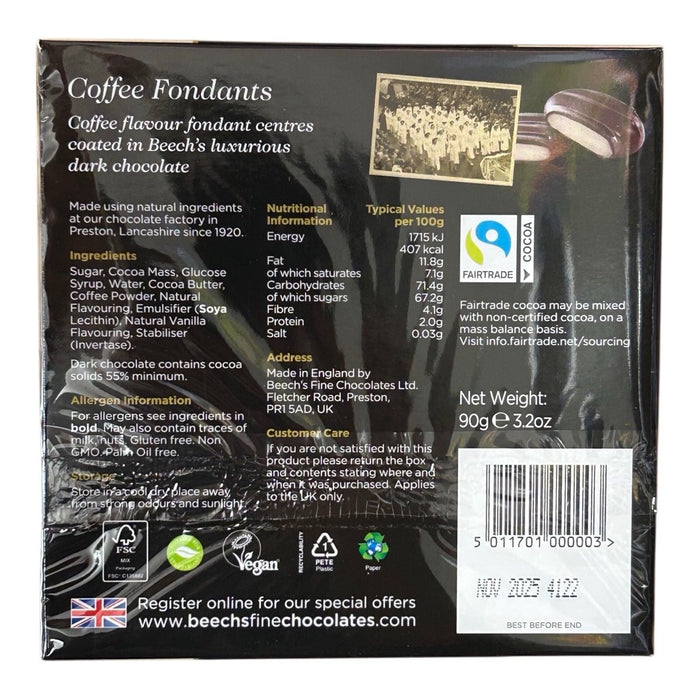 Coffee Fondants
Coffee flavour fondant centres
coated in Beech's luxurious
dark chocolate
Made using natural ingredients
at our chocolate factory in
Preston, Lancashire since 1920.
Ingredients
Sugar, Cocoa Mass, Glucose
Syrup, Water, Cocoa Butter,
Coffee Powder, Natural
Flavouring, Emulsifier (Soya
Lecithin), Natural Vanilla
Flavouring, Stabiliser
(Invertase).
Dark chocolate contains cocoa
solids 55% minimum.
Allergen Information
For allergens see ingredients in
bold. May also contain traces of
milk, nuts. Gluten free. Non
GMO. Palm Oil free.
Storage
Store in a cool dry place away
from strong odours and sunlight.
Nutritional Information Typical Values per 100g
Energy 1715 kJ
407 kcal
Fat 11.8g
of which saturates 7.1g
Carbohydrates 71.4g
of which sugars 67.2g
Fibre 4.1g
Protein 2.0g
Salt 0.03g
Address
Made in England by
Beech's Fine Chocolates Ltd.
Fletcher Road, Preston,
PR1 5AD, UK
Customer Care
If you are not satisfied with this
product please return the box
and contents stating where and
when it was purchased. Applies
to the UK only.
FAIRTRADE
COCOA
Fairtrade cocoa may be mixed
with non-certified cocoa, on a
mass balance basis.
Visit info.fairtrade.net/sourcing
Net Weight:
90g ℮ 3.2oz
5 011701 000003 >
NOV 2025 4122
BEST BEFORE END
FSC
MIX
Packaging
Vegan
RECYCLABILITY
1
PETE
Plastic
Paper
Register online for our special offers
www.beechsfinechocolates.com